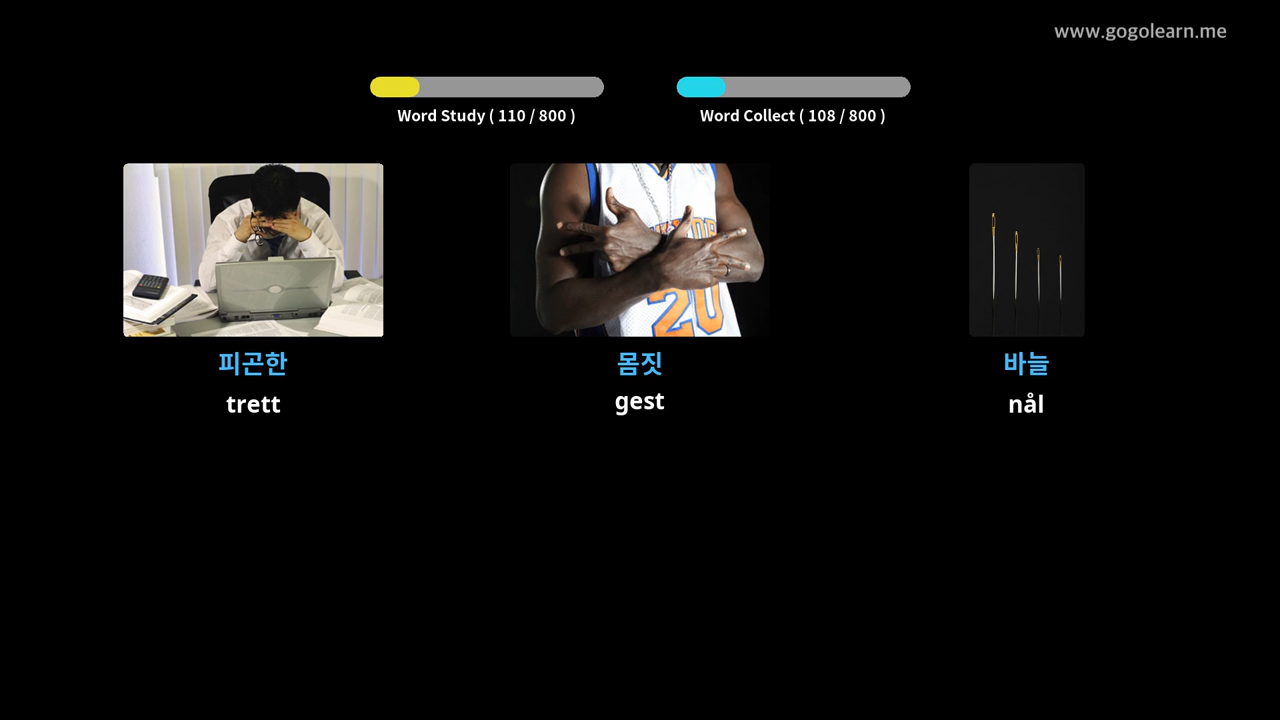 www.gogolearn.me
Word Study ( 110 / 800 )
Word Collect ( 108 / 800 )
20
피곤한
몸짓
바늘
trett
gest
nål